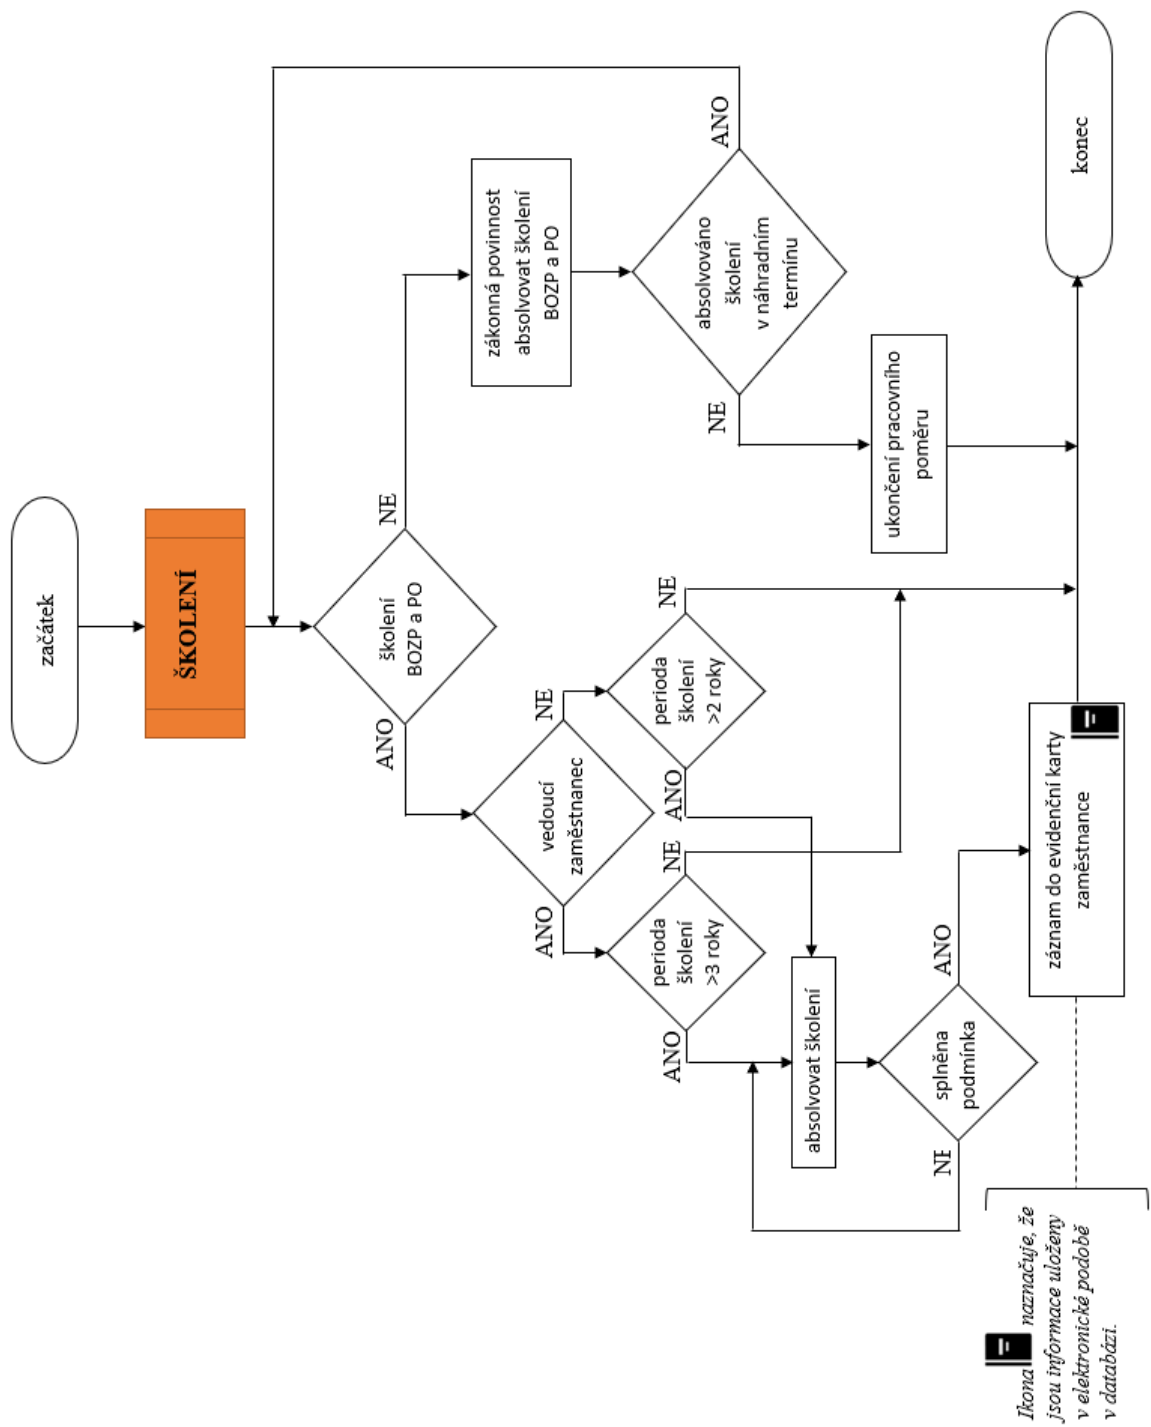 začátek
ŠKOLENÍ
školení
BOZP a PO
ANO
NE
zákonná povinnost
absolvovat školení
BOZP a PO
absolvováno
školení
v náhradním
termínu
ANO
NE
ukončení pracovního
poměru
vedoucí
zaměstnanec
ANO
NE
perioda
školení
>3 roky
ANO
NE
perioda
školení
>2 roky
ANO
NE
absolvovat školení
splněna
podmínka
NE
ANO
záznam do evidenční karty
zaměstnance
konec
Ikona naznačuje, že
jsou informace uloženy
v elektronické podobě
v databázi.